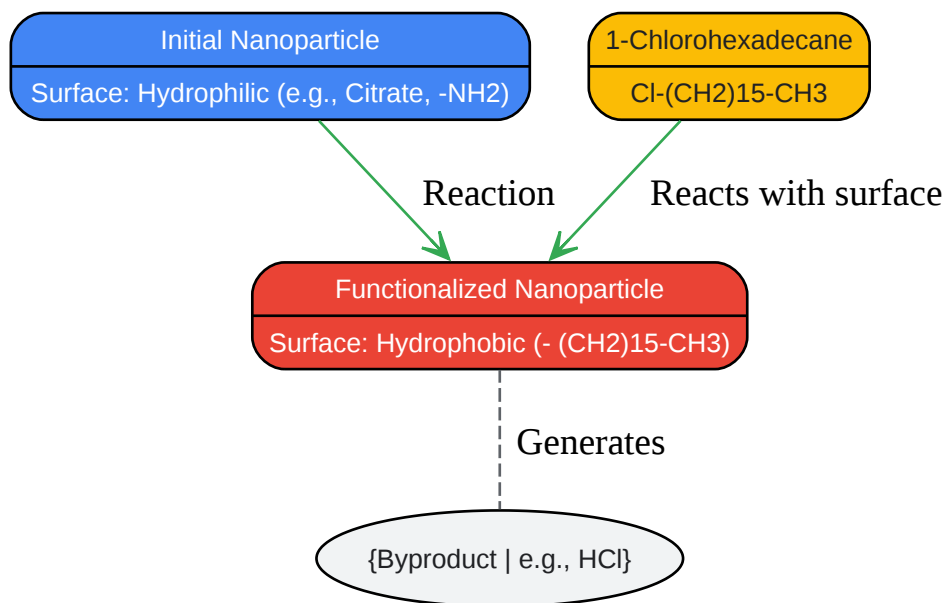 Initial Nanoparticle
Surface: Hydrophilic (e.g., Citrate, -NH2)
1-Chlorohexadecane
Cl-(CH2)15-CH3
Reaction
Reacts with surface
Functionalized Nanoparticle
Surface: Hydrophobic (- (CH2)15-CH3)
Generates
{Byproduct | e.g., HCl}